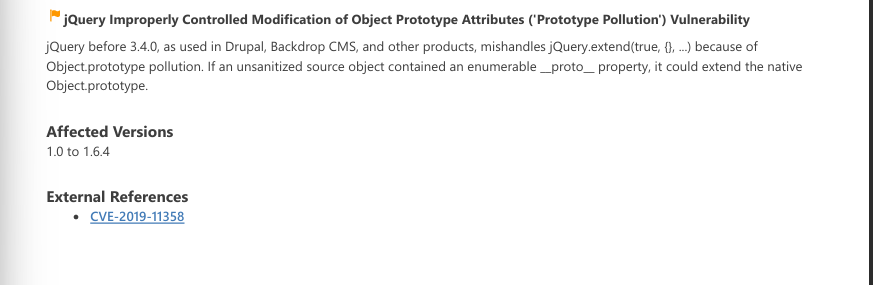 jQuery Improperly Controlled Modification of Object Prototype Attributes ('Prototype Pollution') Vulnerability
jQuery before 3.4.0, as used in Drupal, Backdrop CMS, and other products, mishandles jQuery.extend(true, {}, ...) because of
Object.prototype pollution. If an unsanitized source object contained an enumerable __proto__ property, it could extend the native
Object.prototype.
Affected Versions
1.0 to 1.6.4
External References
• CVE-2019-11358